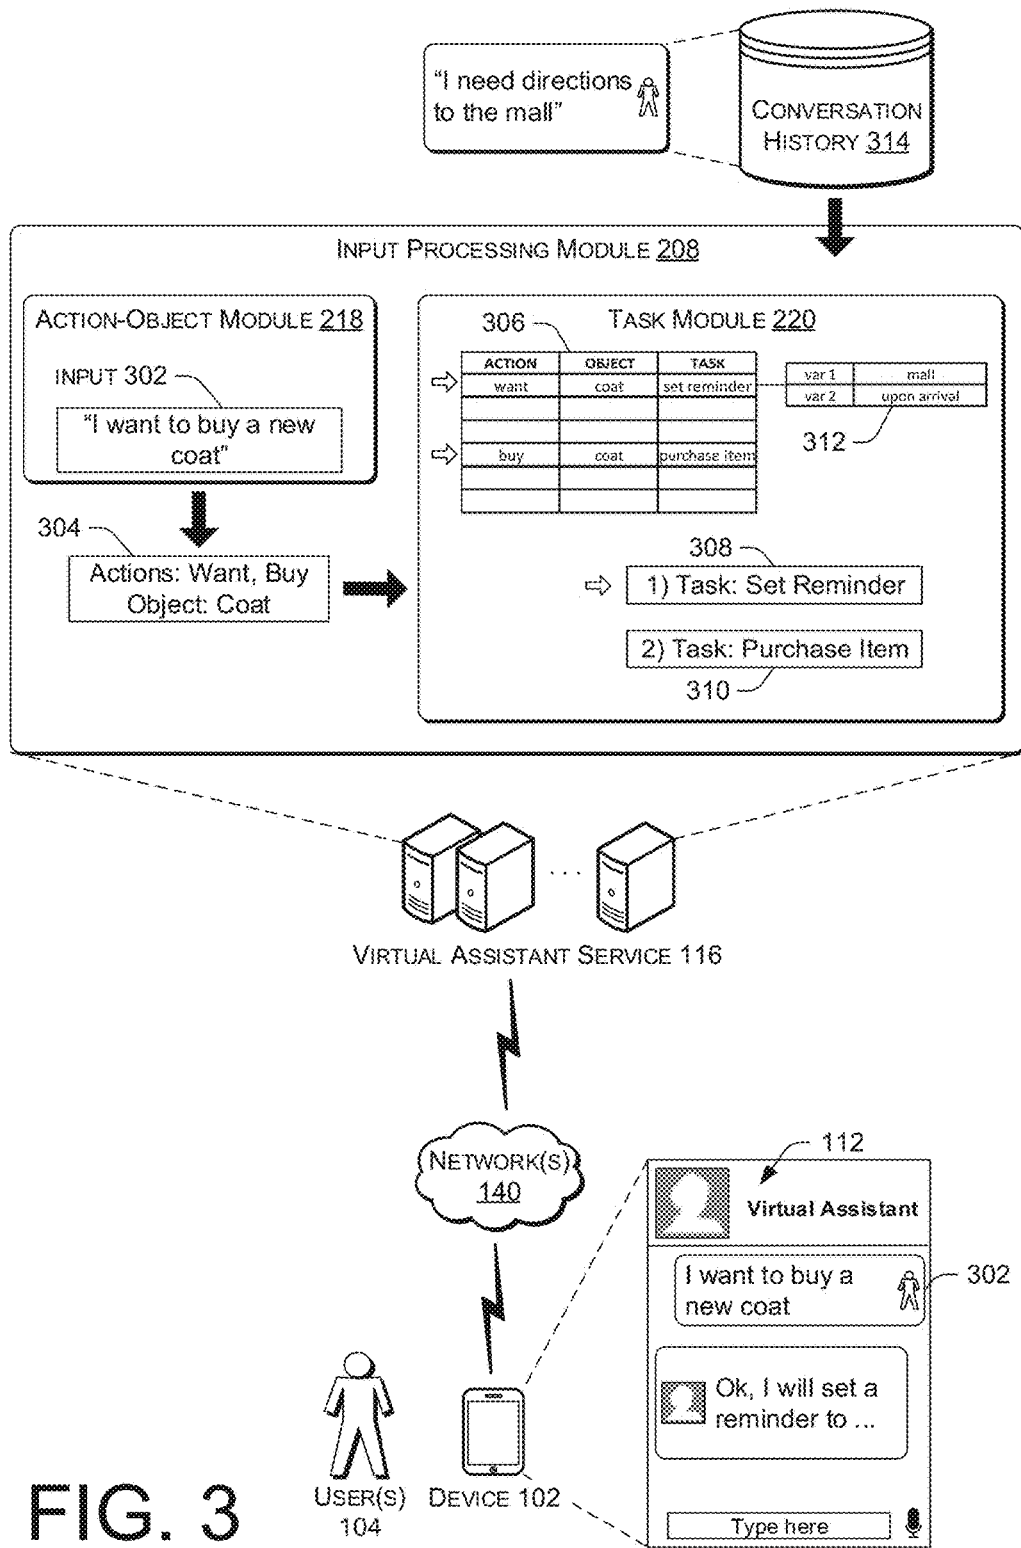 “I need directions
to the mall”
CONVERSATION
HISTORY 314
INPUT PROCESSING MODULE 208
ACTION-OBJECT MODULE 218
INPUT 302
“I want to buy a new
coat”
304
Actions: Want, Buy
Object: Coat
TASK MODULE 220
306
ACTION OBJECT TASK
want coat set reminder
buy coat purchase item
var 1 mall
var 2 upon arrival
312
308
1) Task: Set Reminder
2) Task: Purchase Item
310
VIRTUAL ASSISTANT SERVICE 116
NETWORK(S)
140
112
Virtual Assistant
I want to buy a
new coat
302
Ok, I will set a
reminder to ...
Type here
USER(S)
104
DEVICE 102
FIG. 3